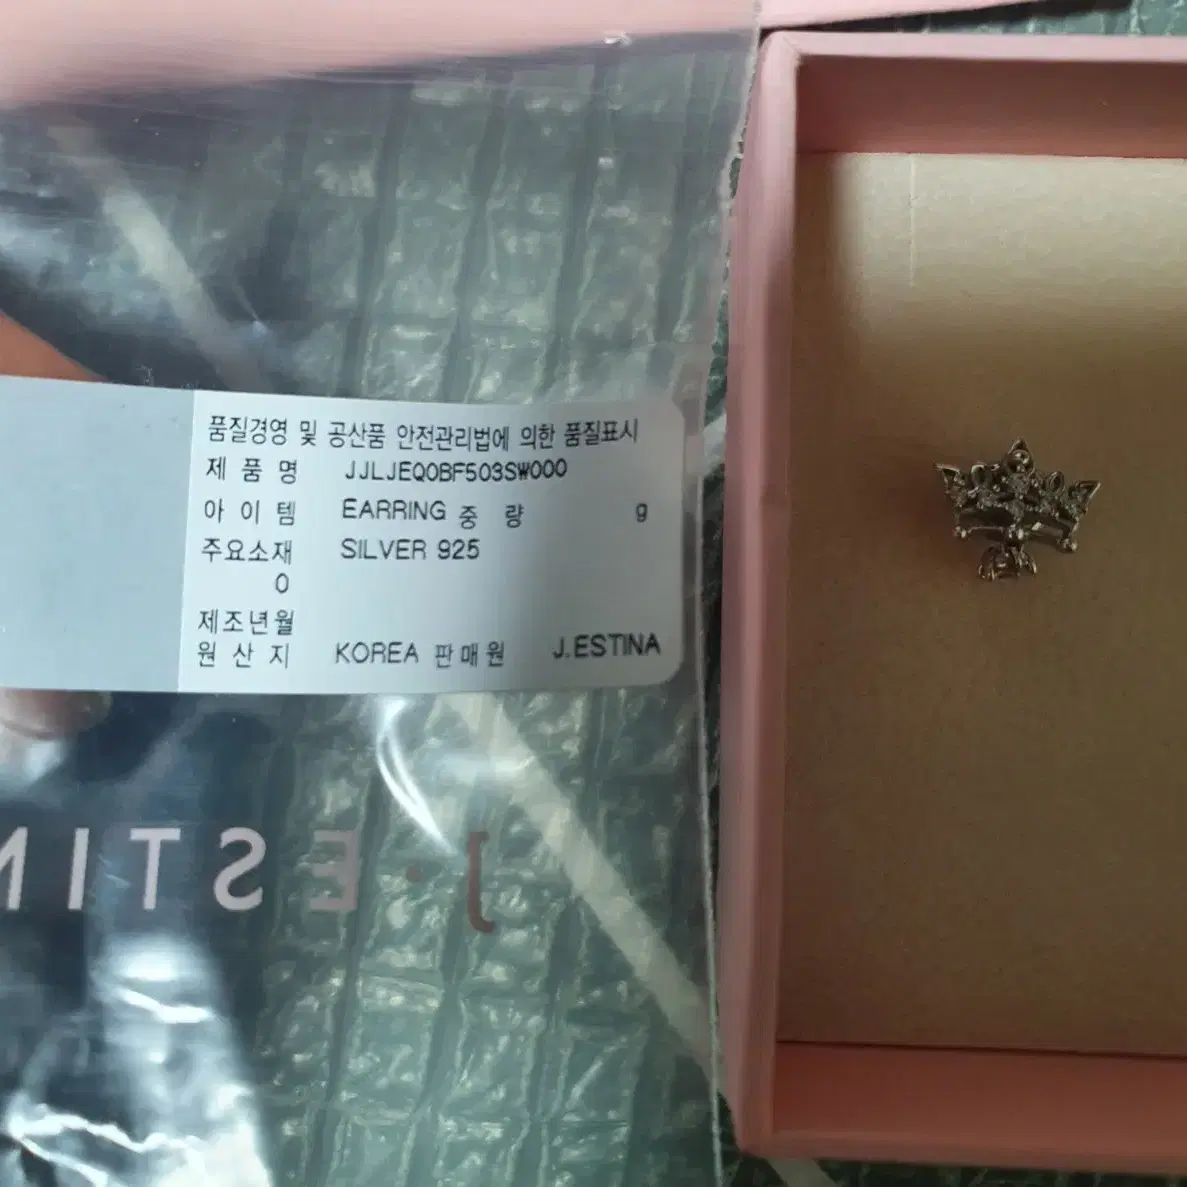 품질경영 및 공산품 안전관리법에 의한 품질표시
제 품 명 JJLJEQ0BF503SW000
아 이 템 EARRING 중 량 g
주요소재 SILVER 925
0
제조년월
원 산 지 KOREA 판매원 J.ESTINA
J·ESTIN